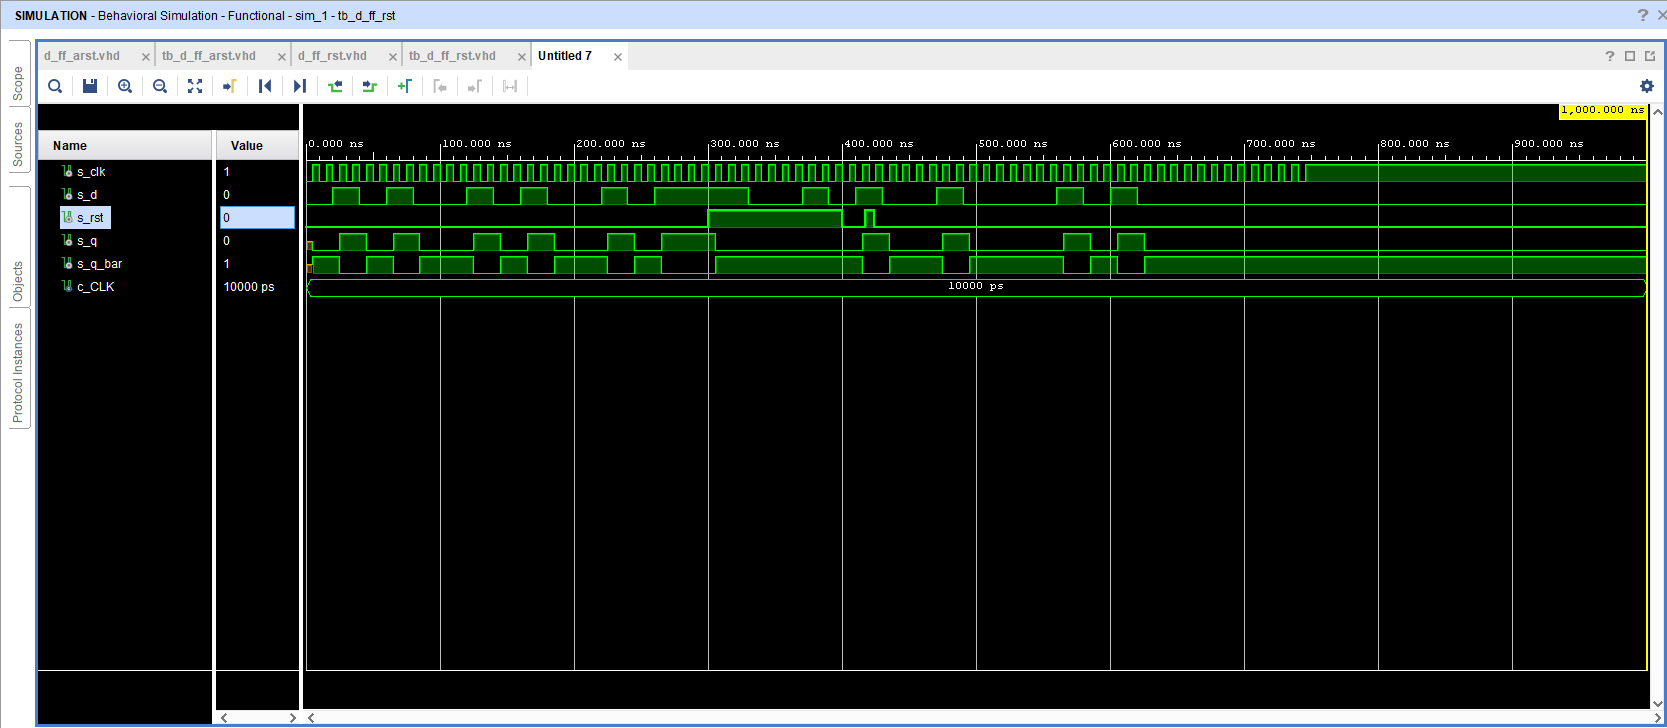 SIMULATION - Behavioral Simulation - Functional - sim_1 - tb_d_ff_rst
? ×
Scope
Sources
Objects
Protocol Instances
d_ff_arst.vhd ×
tb_d_ff_arst.vhd ×
d_ff_rst.vhd ×
tb_d_ff_rst.vhd ×
Untitled 7 ×
?
1,000.000 ns
Name Value
0.000 ns 100.000 ns 200.000 ns 300.000 ns 400.000 ns 500.000 ns 600.000 ns 700.000 ns 800.000 ns 900.000 ns
s_clk 1
s_d 0
s_rst 0
s_q 0
s_q_bar 1
c_CLK 10000 ps 10000 ps